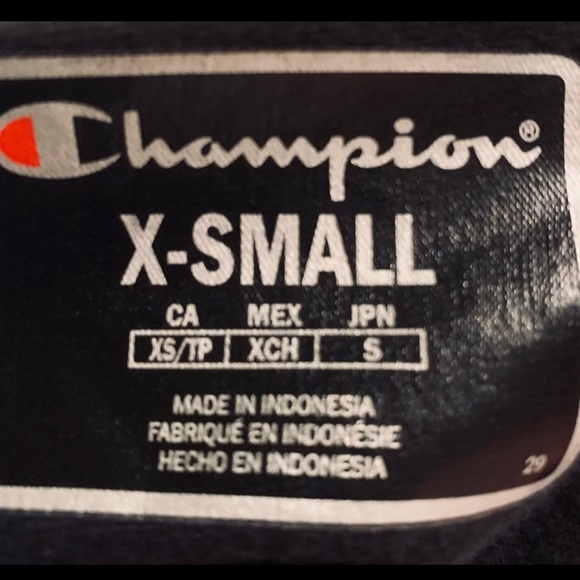 Champion®
X-SMALL
CA MEX JPN
XS/TP XCH S
MADE IN INDONESIA
FABRIQUÉ EN INDONÉSIE
HECHO EN INDONESIA
29